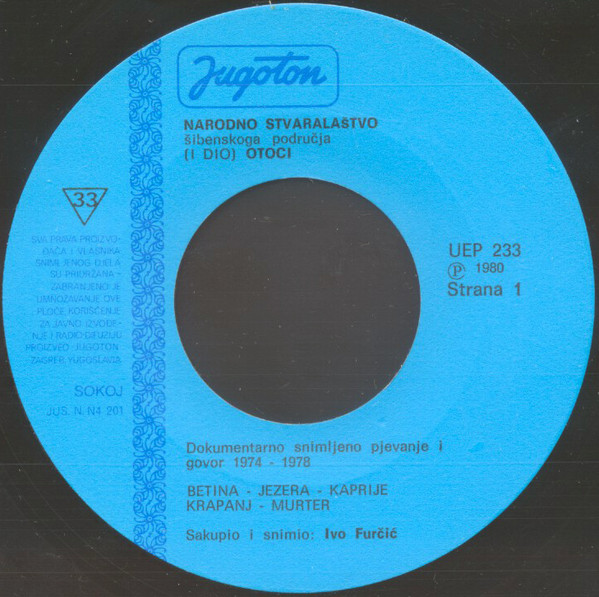 Jugoton
NARODNO STVARALAŠTVO
šibenskoga područja
(I DIO) OTOCI
33
SVA PRAVA PROIZVO-
ĐAČA I VLASNIKA
SNIMLJENOG DJELA
SU PRIDRŽANA -
ZABRANJENO JE
UMNOŽAVANJE OVE
PLOČE, KORIŠĆENJE
ZA JAVNO IZVOĐE-
NJE I RADIO-DIFUZIJU
PROIZVED „JUGOTON"
ZAGREB, YUGOSLAVIJA
SOKOJ
JUS. N. N4 201
UEP 233
Ⓟ 1980
Strana 1
Dokumentarno snimljeno pjevanje i
govor 1974 - 1978
BETINA - JEZERA - KAPRIJE
KRAPANJ - MURTER
Sakupio i snimio: Ivo Furčić